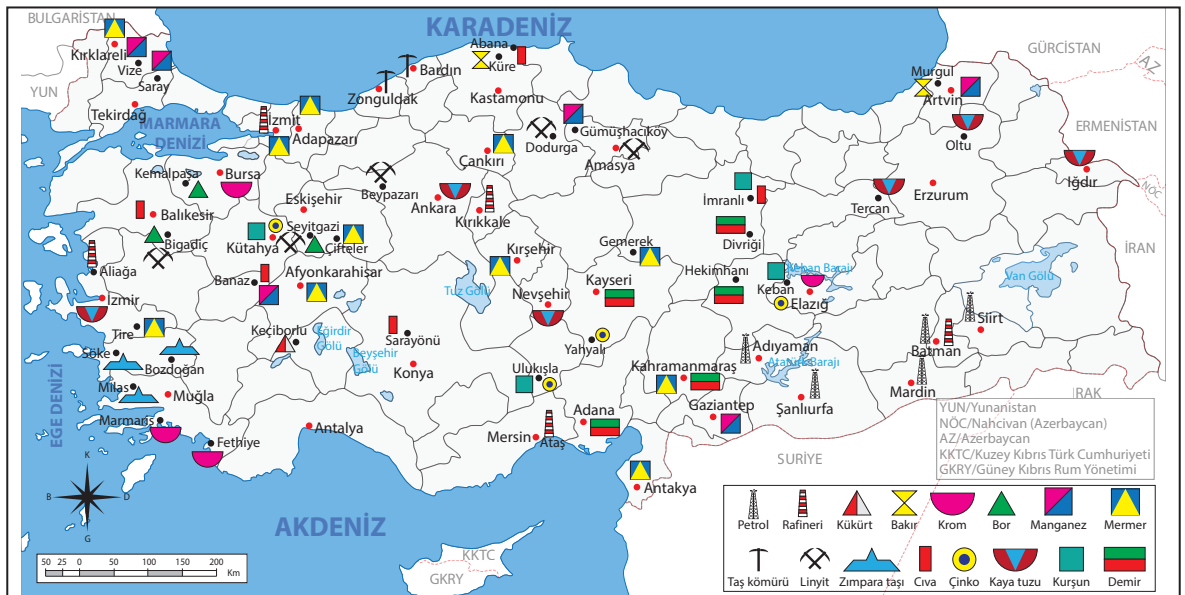 BULGARİSTAN
KARADENİZ
GÜRCİSTAN
AZ
ERMENİSTAN
NÖC
İRAN
IRAK
SURİYE
YUN
MARMARA
DENİZİ
EGE DENİZİ
AKDENİZ
KKTC
GKRY
Kırklareli
Vize
Saray
Tekirdağ
İzmit
Adapazarı
Zonguldak
Bardın
Abana
Küre
Kastamonu
Dodurga
Gümüşhacıköy
Amasya
Çankırı
Murgul
Artvin
Oltu
Iğdır
Erzurum
Tercan
Kemalpaşa
Bursa
Balıkesir
Bigadiç
Eskişehir
Seyitgazi
Kütahya
Çifteler
Beypazarı
Ankara
Kırıkkale
İmranlı
Divriği
Gemerek
Kırşehir
Kayseri
Nevşehir
Hekimhanı
Keban
Keban Barajı
Elazığ
Van Gölü
Siirt
Batman
Mardin
Adıyaman
Atatürk Barajı
Şanlıurfa
Kahramanmaraş
Gaziantep
Aliağa
İzmir
Banaz
Afyonkarahişar
Tuz Gölü
Tire
Keçiborlu
Eğirdir
Gölü
Sarayönü
Beyşehir
Gölü
Konya
Yahyalı
Ulukışla
Söke
Bozdoğan
Milaş
Muğla
Marmariş
Fethiye
Antalya
Mersin
Ataş
Adana
Antakya
K
B
D
G
50 25 0 50 100 150 200
Km
YUN/Yunanistan
NÖC/Nahcivan (Azerbaycan)
AZ/Azerbaycan
KKTC/Kuzey Kıbrıs Türk Cumhuriyeti
GKRY/Güney Kıbrıs Rum Yönetimi
Petrol Rafineri Kükürt Bakır Krom Bor Manganez Mermer
Taş kömürü Linyit Zımpara taşı Cıva Çinko Kaya tuzu Kurşun Demir